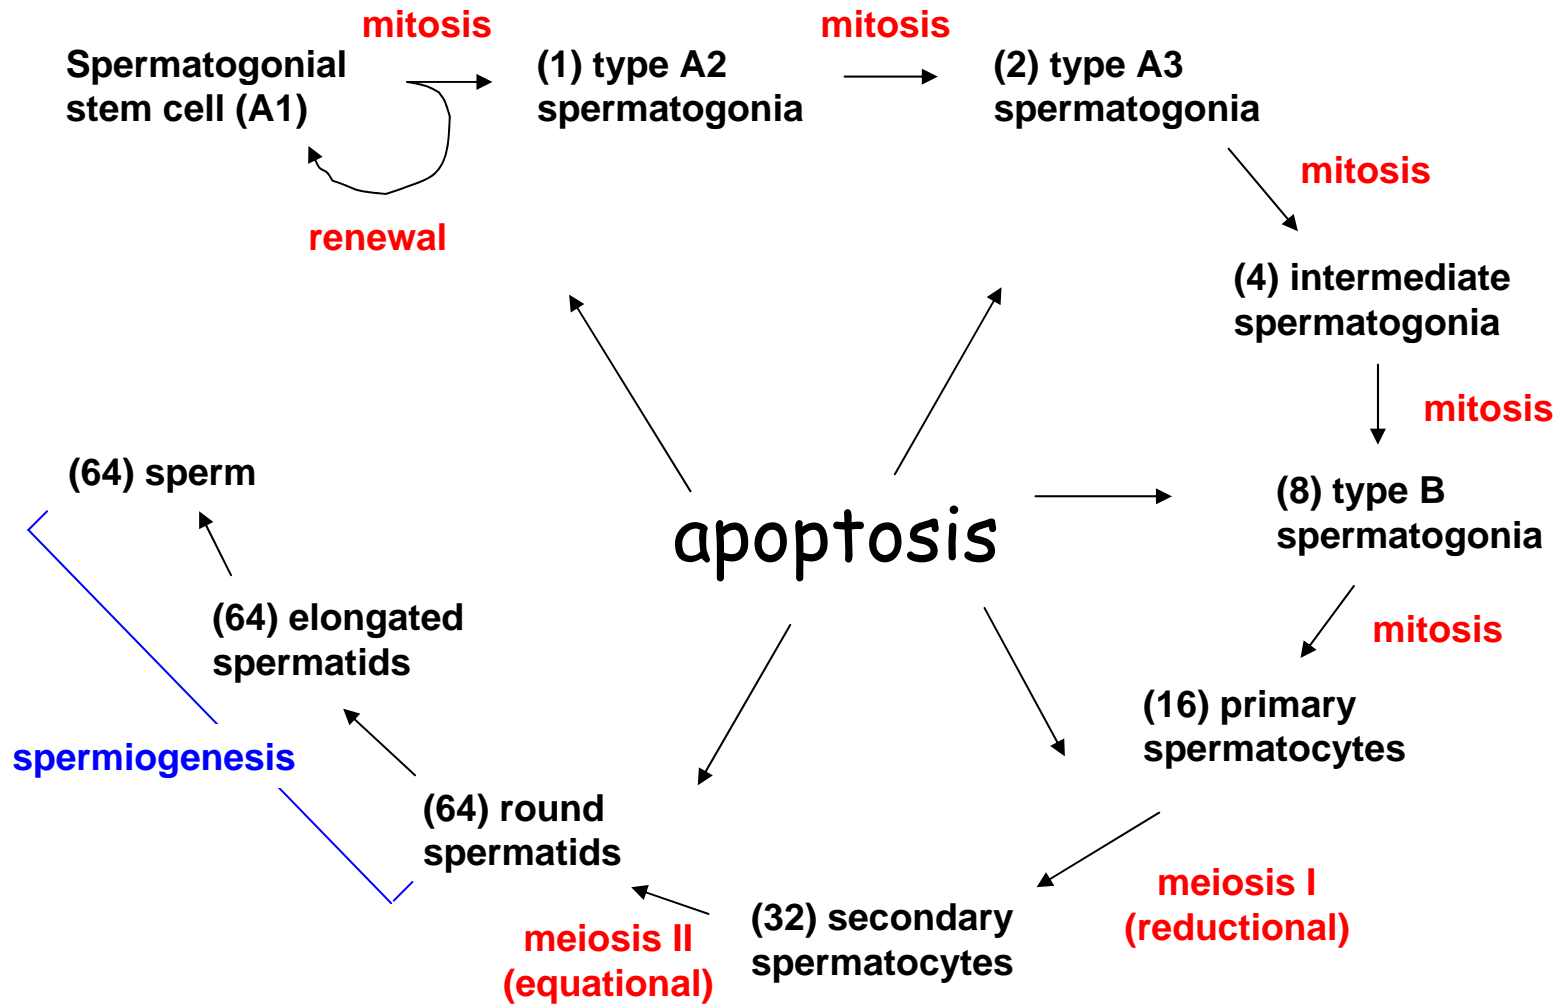 mitosis
Spermatogonial
stem cell (A1)
renewal
(1) type A2
spermatogonia
mitosis
(2) type A3
spermatogonia
mitosis
(4) intermediate
spermatogonia
mitosis
(8) type B
spermatogonia
mitosis
(16) primary
spermatocytes
meiosis I
(reductional)
(32) secondary
spermatocytes
meiosis II
(equational)
(64) round
spermatids
(64) elongated
spermatids
(64) sperm
spermiogenesis
apoptosis